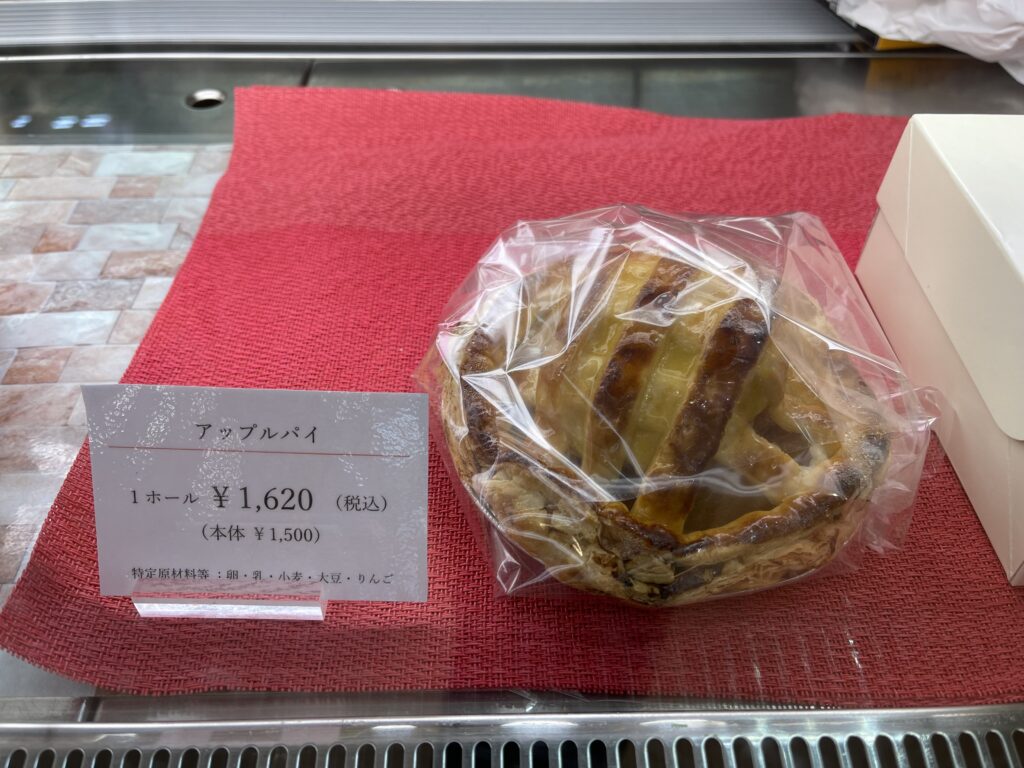 アップルパイ
1ホール ¥1,620 (税込)
(本体 ¥1,500)
特定原材料等：卵・乳・小麦・大豆・りんご